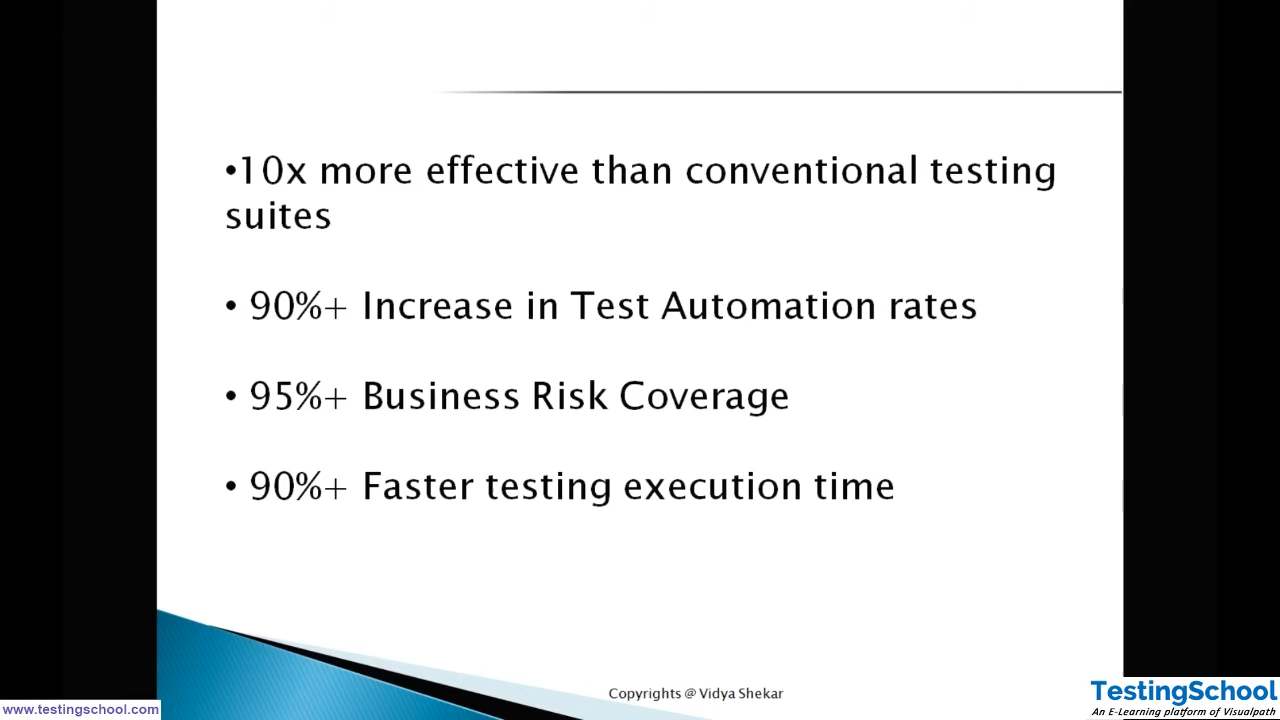 •10x more effective than conventional testing
suites
• 90%+ Increase in Test Automation rates
• 95%+ Business Risk Coverage
• 90%+ Faster testing execution time
Copyrights @ Vidya Shekar
www.testingschool.com
TestingSchool
An E-Learning platform of Visualpath